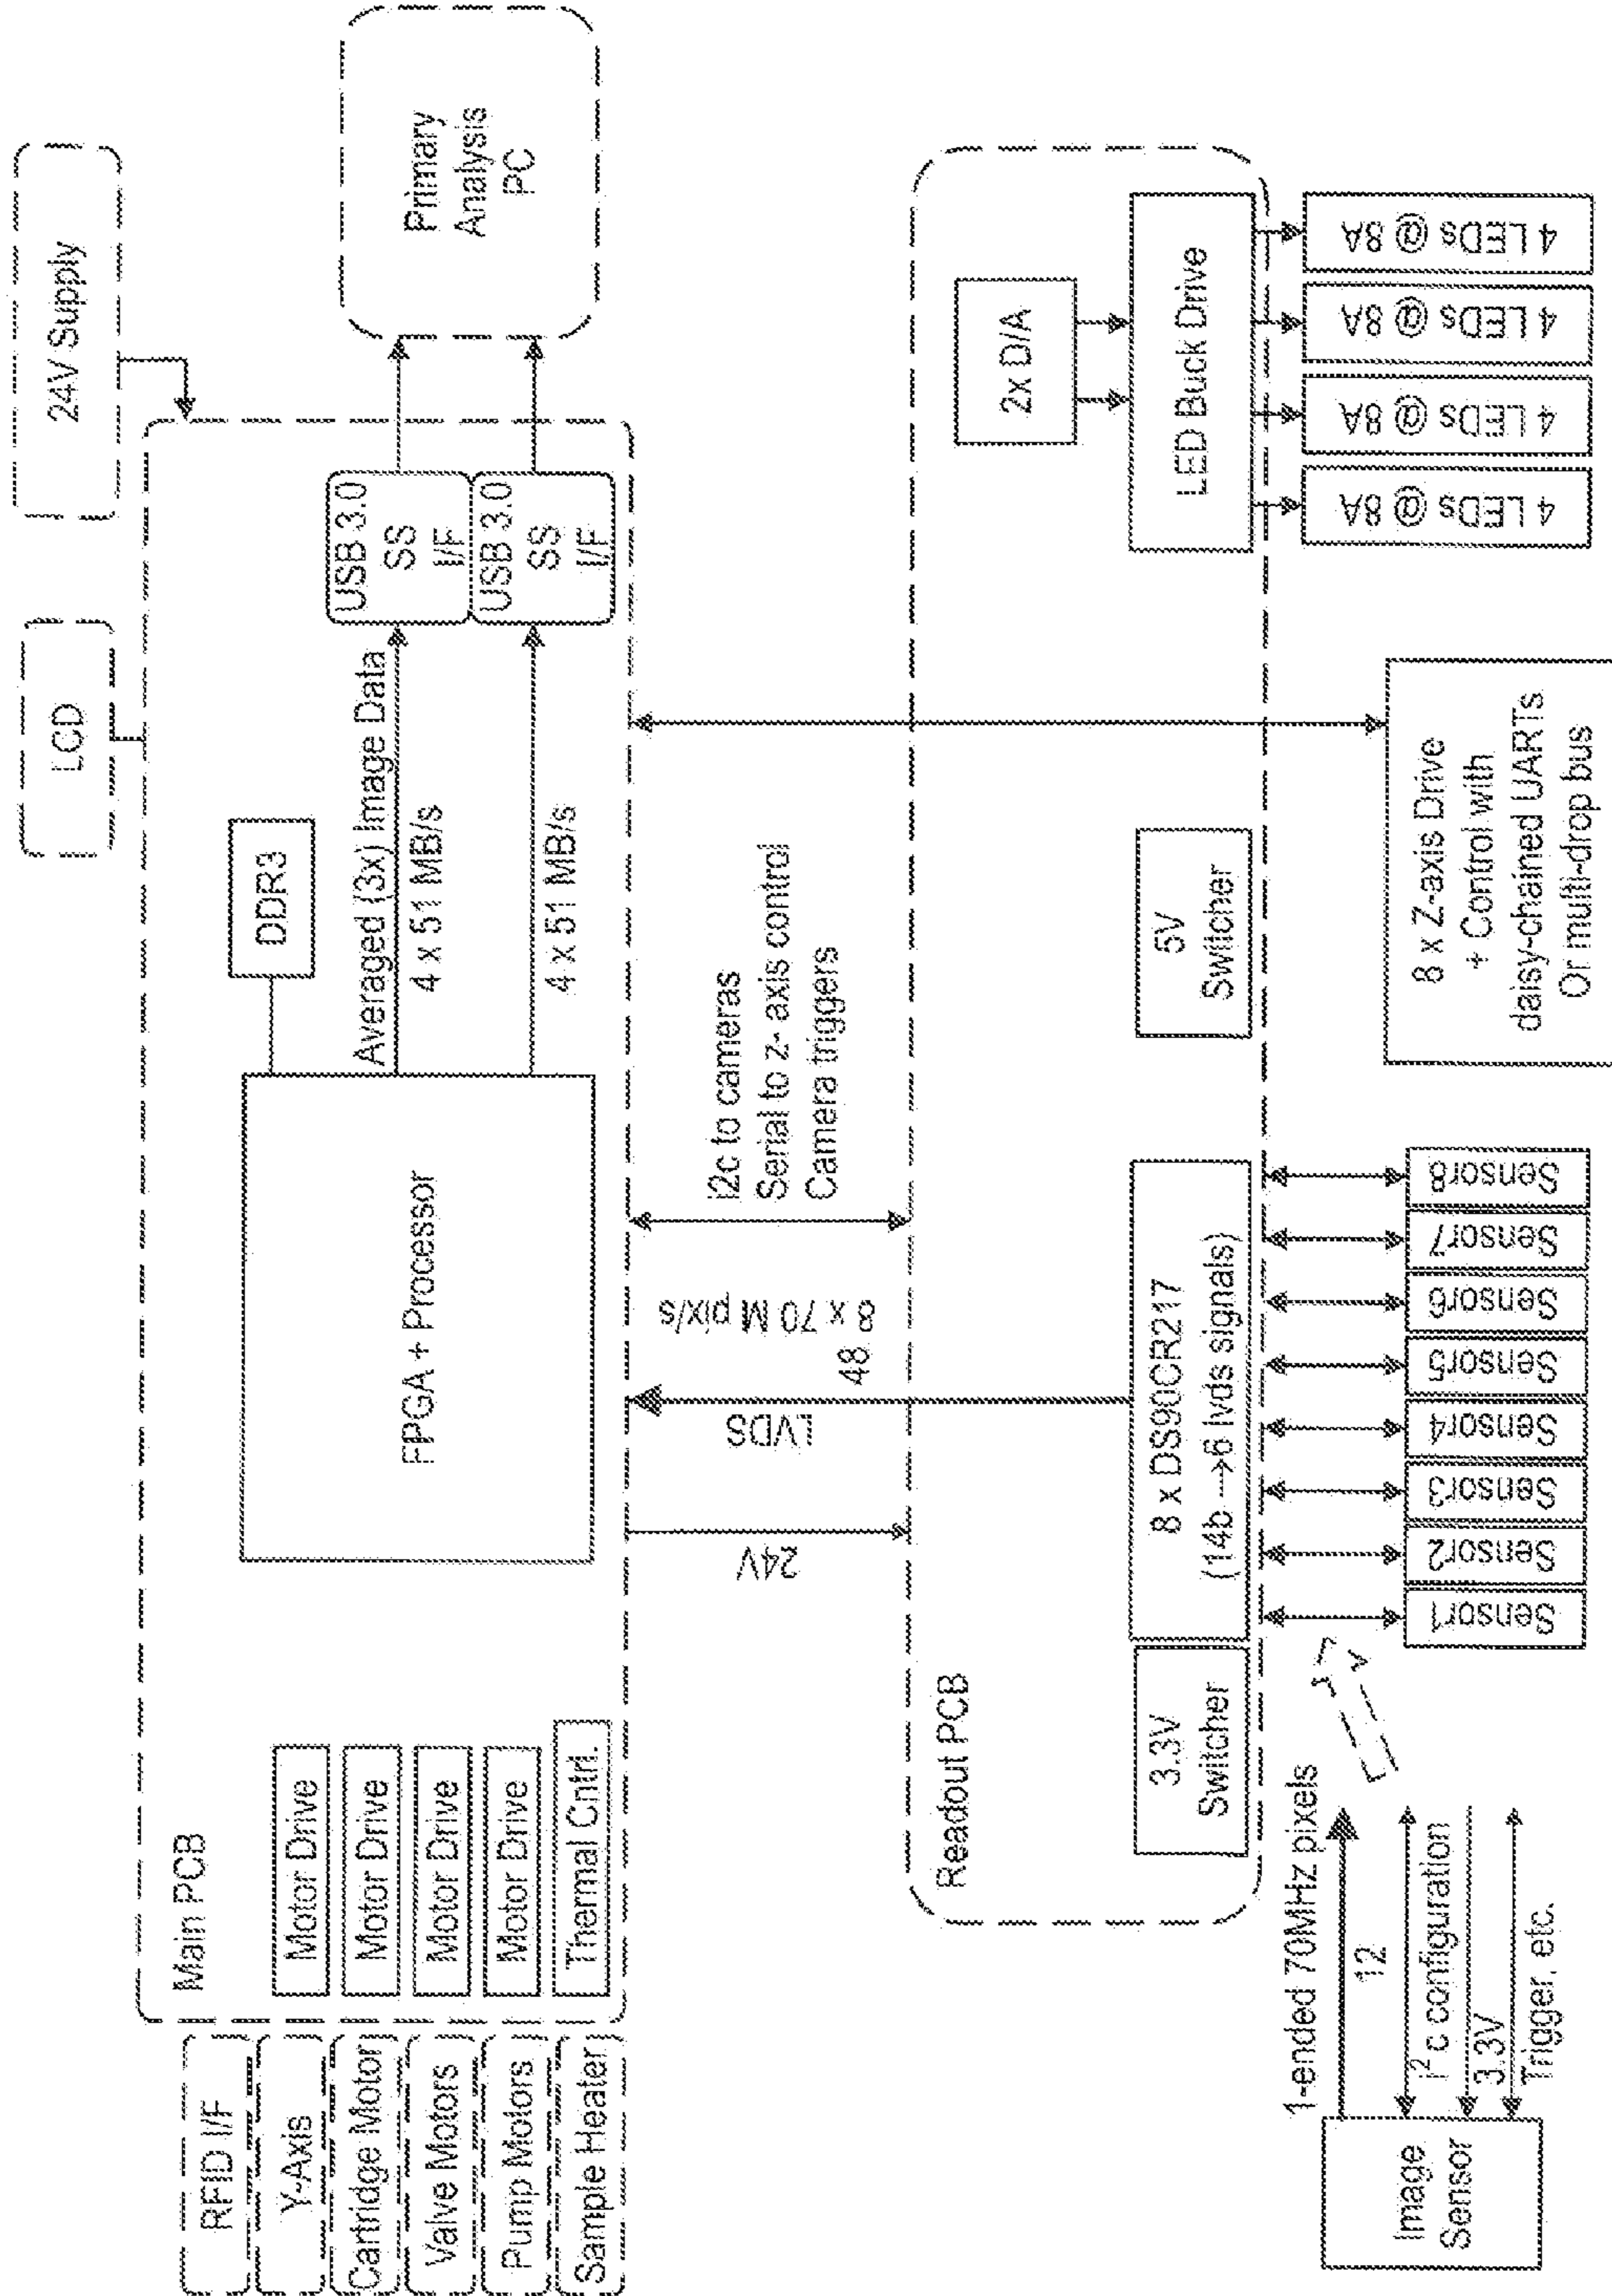 LCD
24V Supply
RFID I/F
Y-Axis
Cartridge Motor
Valve Motors
Pump Motors
Sample Heater
Main PCB
Motor Drive
Motor Drive
Motor Drive
Motor Drive
Thermal Cntrl.
FPGA + Processor
DDR3
Averaged (3x) Image Data
4 x 51 MB/s
4 x 51 MB/s
USB 3.0
SS
I/F
USB 3.0
SS
I/F
Primary
Analysis
PC
24V
LVDS
48
8 x 70 M pix/s
i2c to cameras
Serial to z- axis control
Camera triggers
Readout PCB
3.3V
Switcher
8 x DS90CR217
(14b →6 lvds signals)
5V
Switcher
2x D/A
LED Buck Drive
4 LEDs @ 8A
4 LEDs @ 8A
4 LEDs @ 8A
4 LEDs @ 8A
1-ended 70MHz pixels
12
I² c configuration
3.3V
Trigger, etc.
Image
Sensor
Sensor1
Sensor2
Sensor3
Sensor4
Sensor5
Sensor6
Sensor7
Sensor8
8 x Z-axis Drive
+ Control with
daisy-chained UARTs
Or multi-drop bus